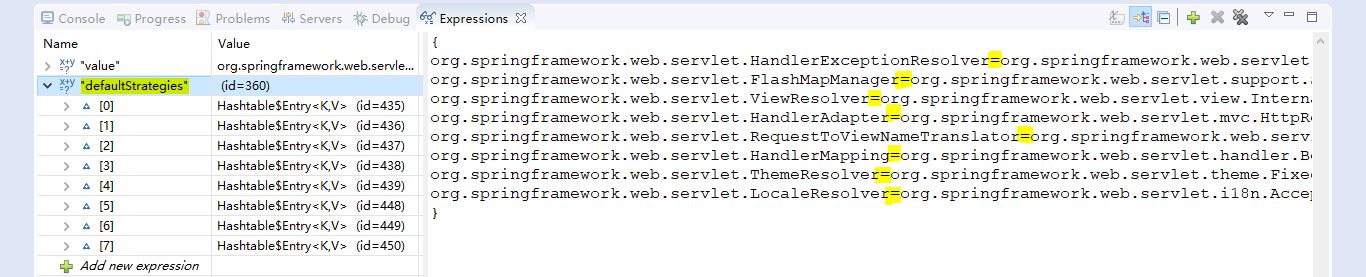 Console Progress Problems Servers Debug Expressions
Name Value
"value" org.springframework.web.servle...
"defaultStrategies" (id=360)
[0] Hashtable$Entry<K,V> (id=435)
[1] Hashtable$Entry<K,V> (id=436)
[2] Hashtable$Entry<K,V> (id=437)
[3] Hashtable$Entry<K,V> (id=438)
[4] Hashtable$Entry<K,V> (id=439)
[5] Hashtable$Entry<K,V> (id=448)
[6] Hashtable$Entry<K,V> (id=449)
[7] Hashtable$Entry<K,V> (id=450)
Add new expression
{
org.springframework.web.servlet.HandlerExceptionResolver=org.springframework.web.servlet
org.springframework.web.servlet.FlashMapManager=org.springframework.web.servlet.support.
org.springframework.web.servlet.ViewResolver=org.springframework.web.servlet.view.Intern
org.springframework.web.servlet.HandlerAdapter=org.springframework.web.servlet.mvc.HttpR
org.springframework.web.servlet.RequestToViewNameTranslator=org.springframework.web.serv
org.springframework.web.servlet.HandlerMapping=org.springframework.web.servlet.handler.B
org.springframework.web.servlet.ThemeResolver=org.springframework.web.servlet.theme.Fixe
org.springframework.web.servlet.LocaleResolver=org.springframework.web.servlet.i18n.Accep
}